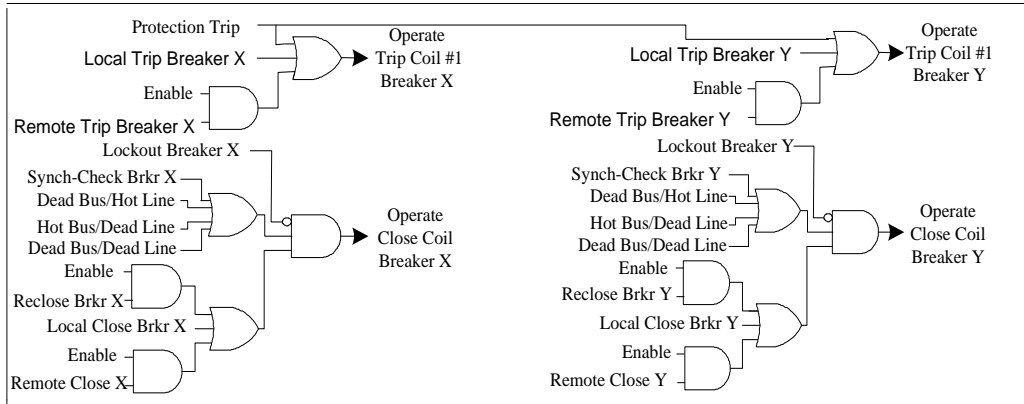 Protection Trip
Operate
Trip Coil #1
Breaker X
Local Trip Breaker X
Enable
Remote Trip Breaker X
Lockout Breaker X
Synch-Check Brkr X
Dead Bus/Hot Line
Hot Bus/Dead Line
Dead Bus/Dead Line
Operate
Close Coil
Breaker X
Enable
Reclose Brkr X
Local Close Brkr X
Enable
Remote Close X
Operate
Trip Coil #1
Breaker Y
Local Trip Breaker Y
Enable
Remote Trip Breaker Y
Lockout Breaker Y
Synch-Check Brkr Y
Dead Bus/Hot Line
Hot Bus/Dead Line
Dead Bus/Dead Line
Operate
Close Coil
Breaker Y
Enable
Reclose Brkr Y
Local Close Brkr Y
Enable
Remote Close Y